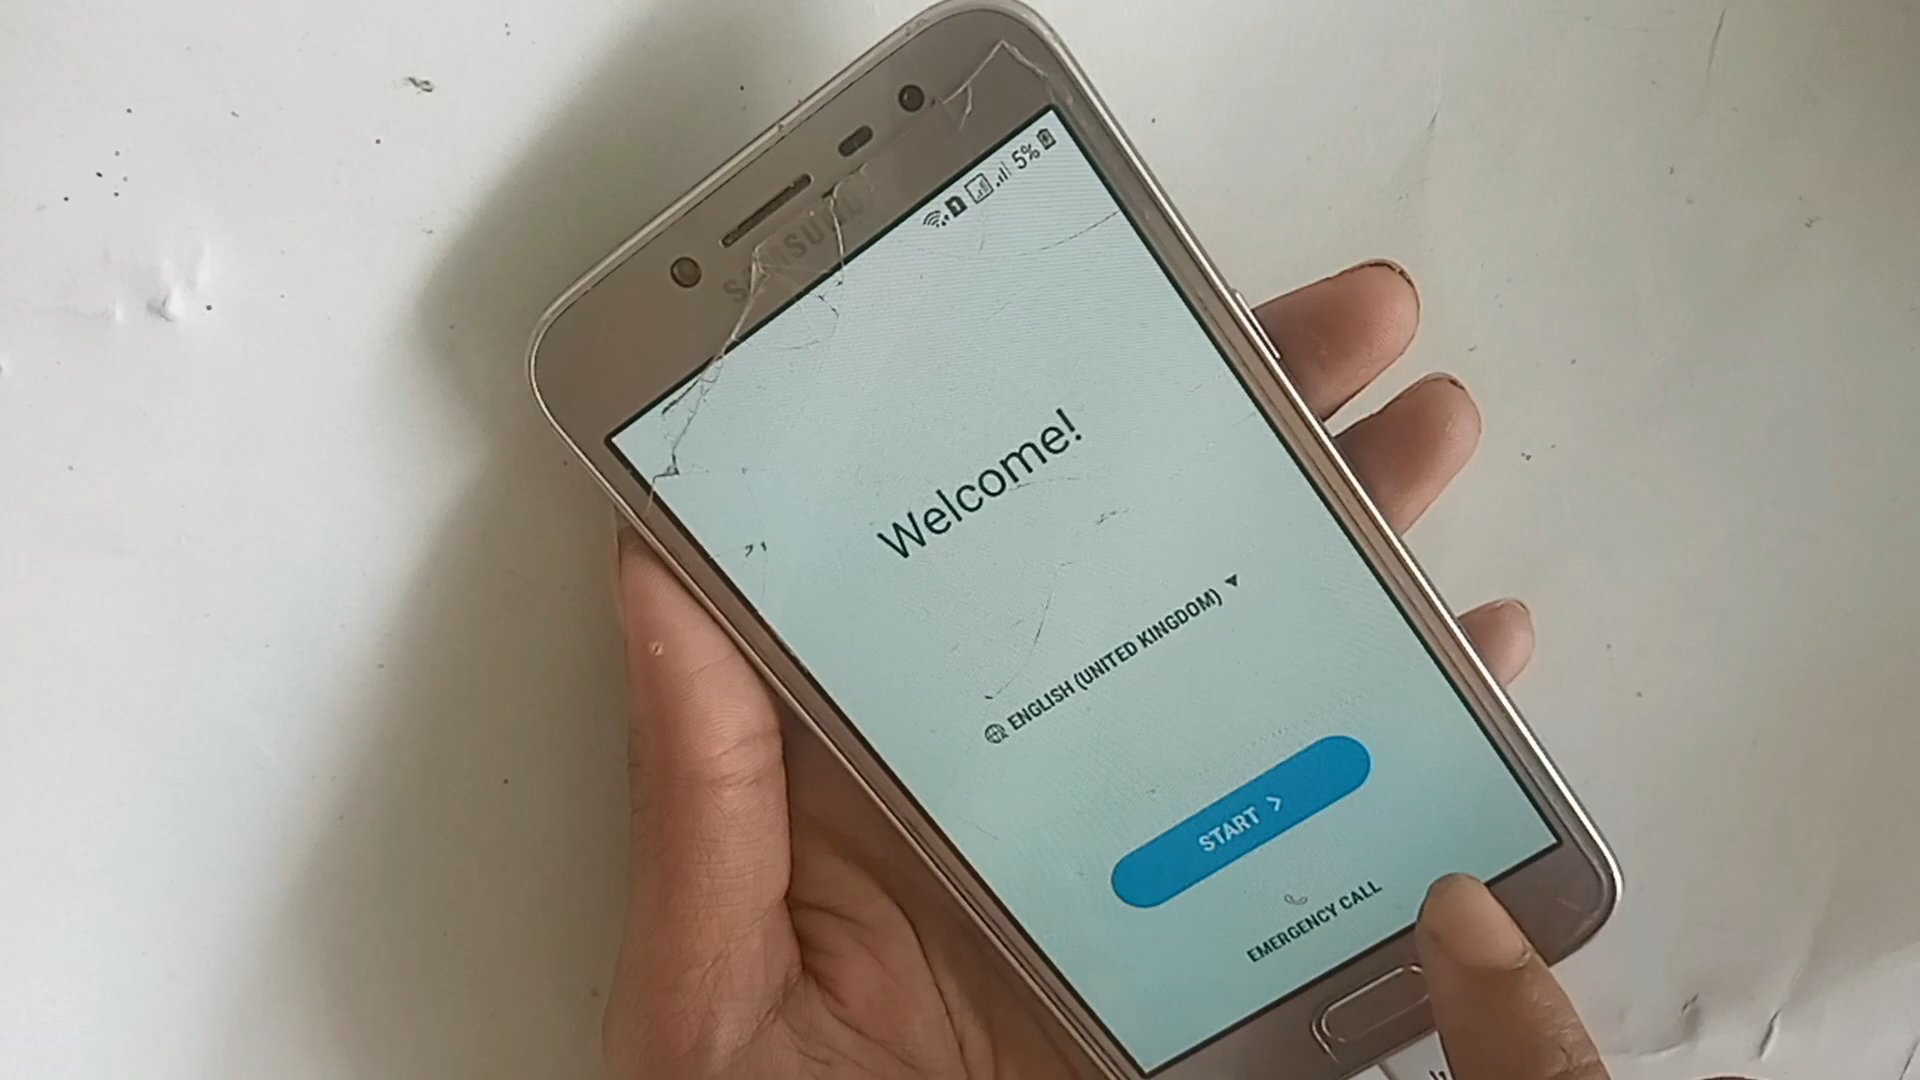 SAMSUNG
5%
Welcome!
ENGLISH (UNITED KINGDOM)
START
EMERGENCY CALL